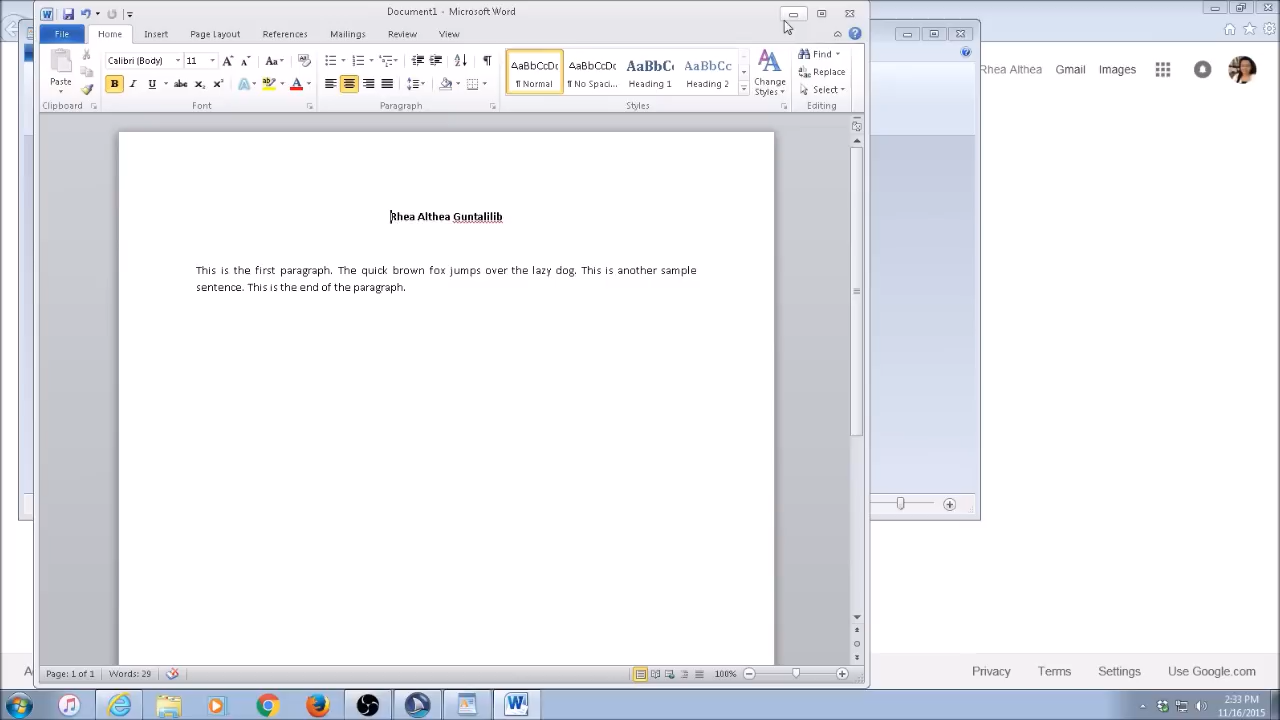 Document1 - Microsoft Word
File Home Insert Page Layout References Mailings Review View
Rhea Althea Gmail Images
Calibri (Body) 11
Paste
AaBbCcDc AaBbCcDc AaBbC AaBbCc
¶ Normal ¶ No Spaci... Heading 1 Heading 2
Change Styles
Find
Replace
Select
Clipboard Font Paragraph Styles Editing
Rhea Althea Guntalilib
This is the first paragraph. The quick brown fox jumps over the lazy dog. This is another sample
sentence. This is the end of the paragraph.
Page: 1 of 1 Words: 29 100%
Privacy Terms Settings Use Google.com
2:33 PM
11/16/2015